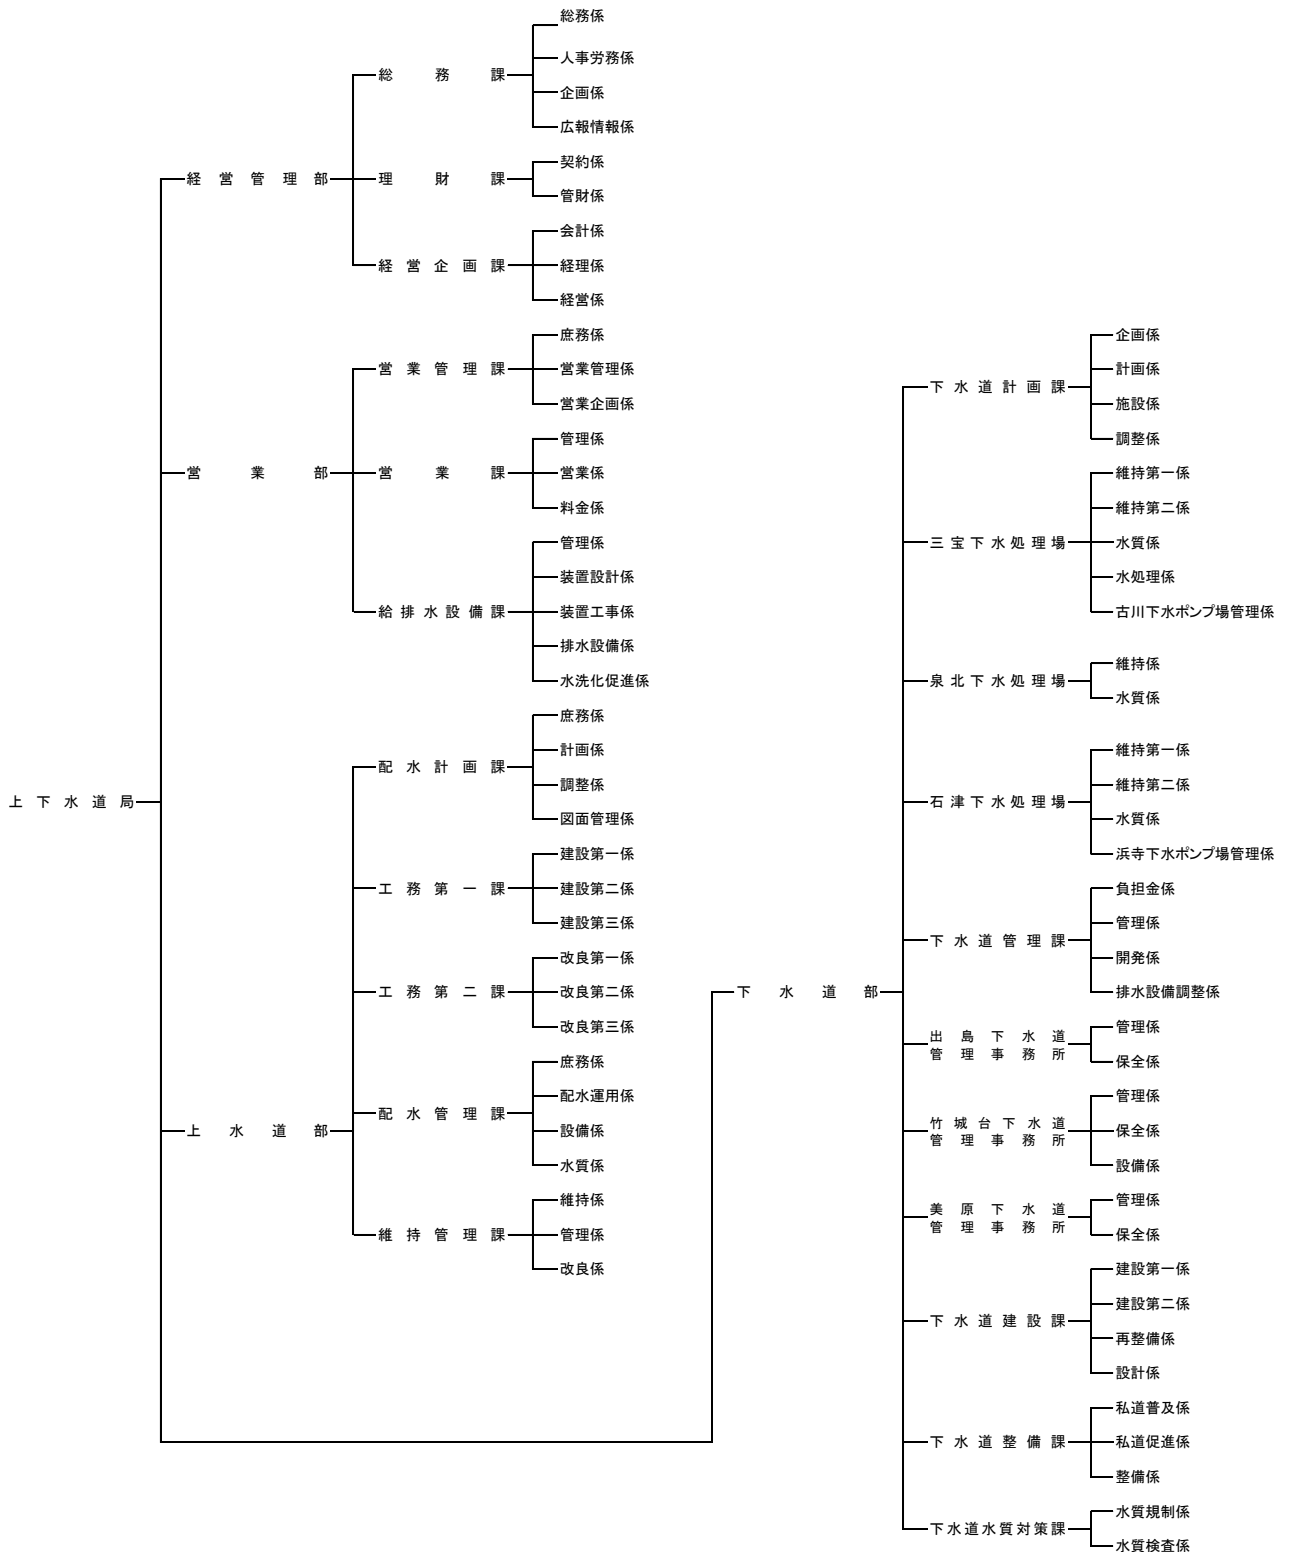 上下水道局
経営管理部
総務課
総務係
人事労務係
企画係
広報情報係
理財課
契約係
管財係
経営企画課
会計係
経理係
経営係
営業部
営業管理課
庶務係
営業管理係
営業企画係
営業課
管理係
営業係
料金係
給排水設備課
管理係
装置設計係
装置工事係
排水設備係
水洗化促進係
上水道部
配水計画課
庶務係
計画係
調整係
図面管理係
工務第一課
建設第一係
建設第二係
建設第三係
工務第二課
改良第一係
改良第二係
改良第三係
配水管理課
庶務係
配水運用係
設備係
水質係
維持管理課
維持係
管理係
改良係
下水道部
下水道計画課
企画係
計画係
施設係
調整係
三宝下水処理場
維持第一係
維持第二係
水質係
水処理係
古川下水ポンプ場管理係
泉北下水処理場
維持係
水質係
石津下水処理場
維持第一係
維持第二係
水質係
浜寺下水ポンプ場管理係
下水道管理課
負担金係
管理係
開発係
排水設備調整係
出島下水道
管理事務所
管理係
保全係
竹城台下水道
管理事務所
管理係
保全係
設備係
美原下水道
管理事務所
管理係
保全係
下水道建設課
建設第一係
建設第二係
再整備係
設計係
下水道整備課
私道普及係
私道促進係
整備係
下水道水質対策課
水質規制係
水質検査係